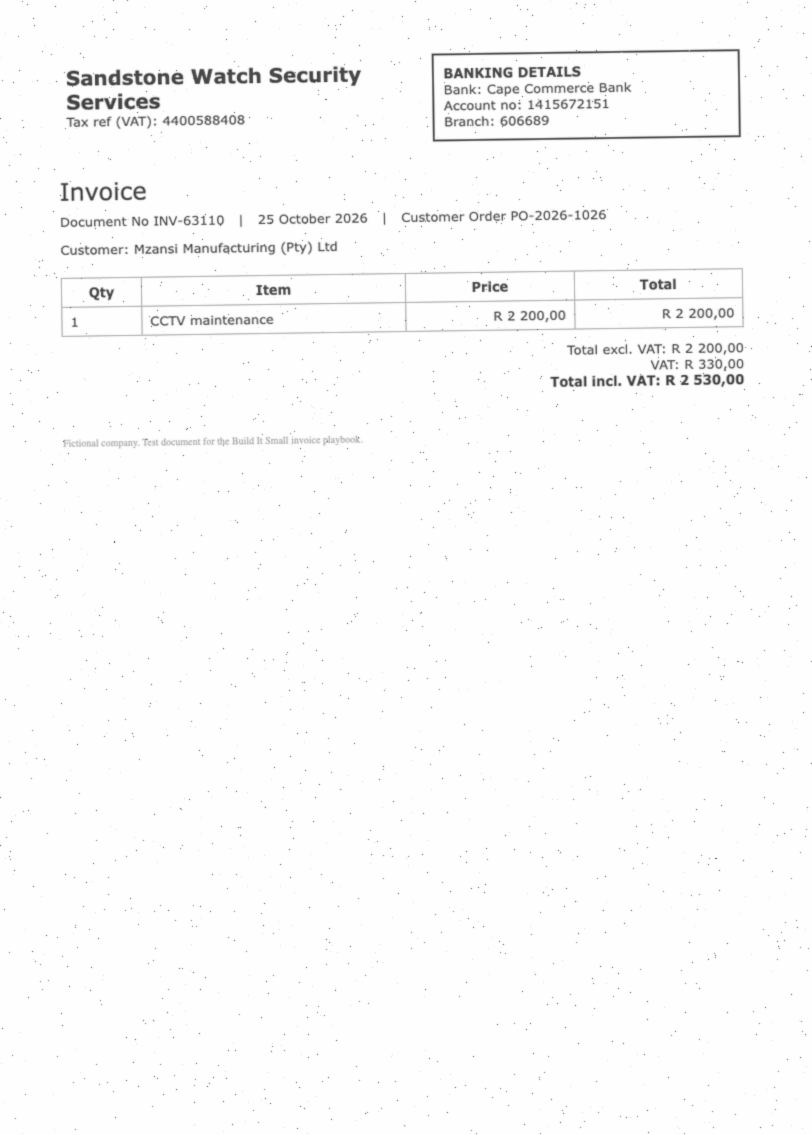 Sandstone Watch Security
Services
Tax ref (VAT): 4400588408
BANKING DETAILS
Bank: Cape Commerce Bank
Account no: 1415672151
Branch: 606689
Invoice
Document No INV-63110 | 25 October 2026 | Customer Order PO-2026-1026
Customer: Mzansi Manufacturing (Pty) Ltd
Qty Item Price Total
1 CCTV maintenance R 2 200,00 R 2 200,00
Total excl. VAT: R 2 200,00
VAT: R 330,00
Total incl. VAT: R 2 530,00
Fictional company. Test document for the Build It Small invoice playbook.